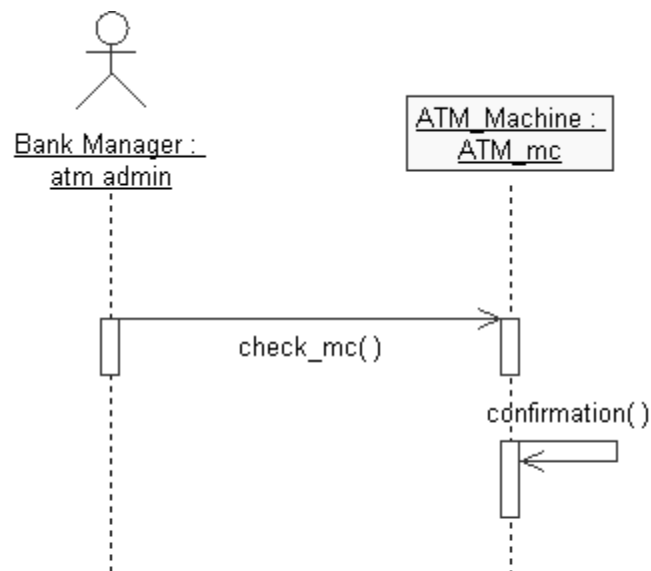 Bank Manager :
atm admin
ATM_Machine :
ATM_mc
check_mc( )
confirmation( )